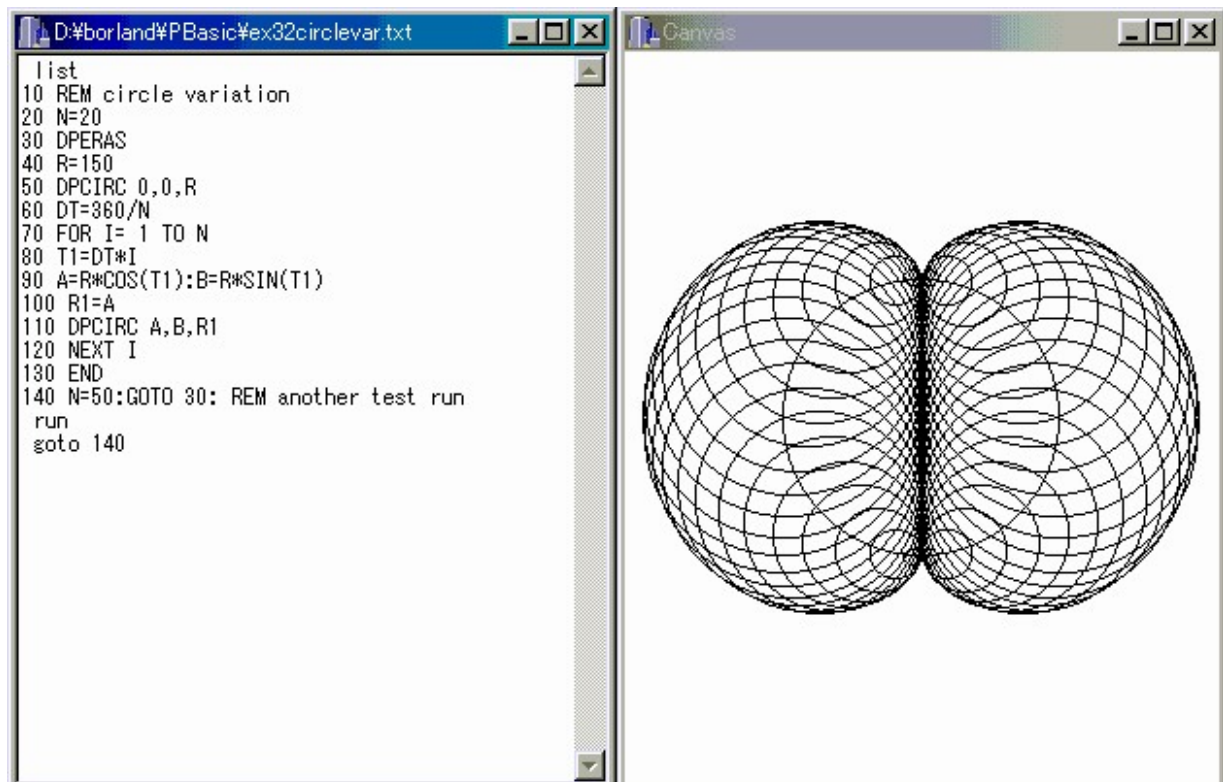 D:¥borland¥PBasic¥ex32circlevar.txt
Canvas
list
10 REM circle variation
20 N=20
30 DPERAS
40 R=150
50 DPCIRC 0,0,R
60 DT=360/N
70 FOR I= 1 TO N
80 T1=DT*I
90 A=R*COS(T1):B=R*SIN(T1)
100 R1=A
110 DPCIRC A,B,R1
120 NEXT I
130 END
140 N=50:GOTO 30: REM another test run
run
goto 140